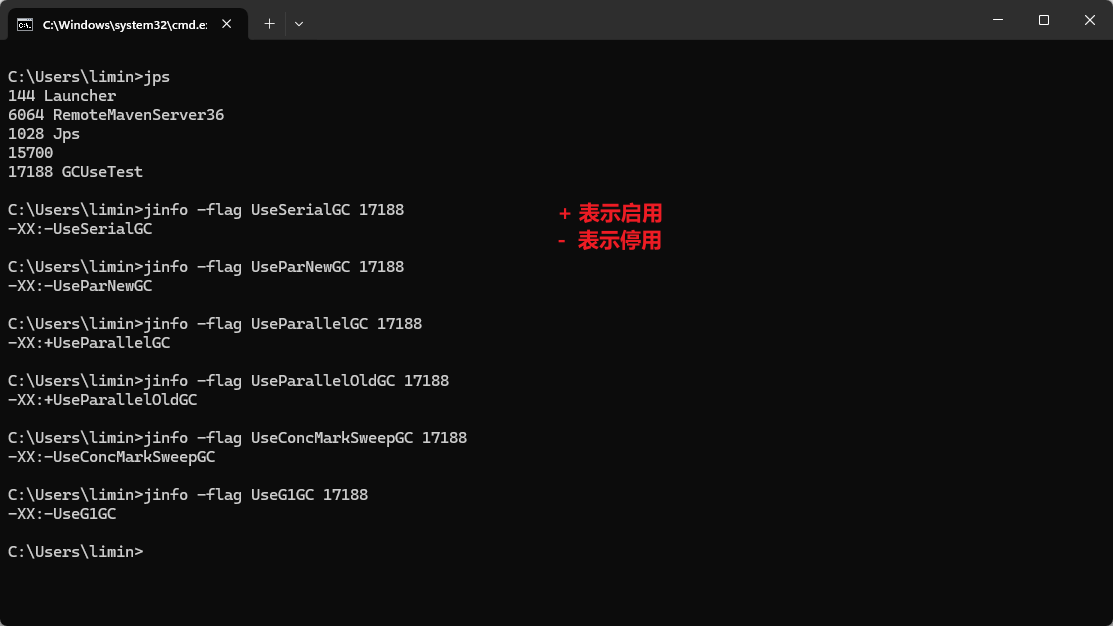 C:\Windows\system32\cmd.e:
C:\Users\limin>jps
144 Launcher
6064 RemoteMavenServer36
1028 Jps
15700
17188 GCUseTest
C:\Users\limin>jinfo -flag UseSerialGC 17188
+ 表示启用
-XX:-UseSerialGC
- 表示停用
C:\Users\limin>jinfo -flag UseParNewGC 17188
-XX:-UseParNewGC
C:\Users\limin>jinfo -flag UseParallelGC 17188
-XX:+UseParallelGC
C:\Users\limin>jinfo -flag UseParallelOldGC 17188
-XX:+UseParallelOldGC
C:\Users\limin>jinfo -flag UseConcMarkSweepGC 17188
-XX:-UseConcMarkSweepGC
C:\Users\limin>jinfo -flag UseG1GC 17188
-XX:-UseG1GC
C:\Users\limin>